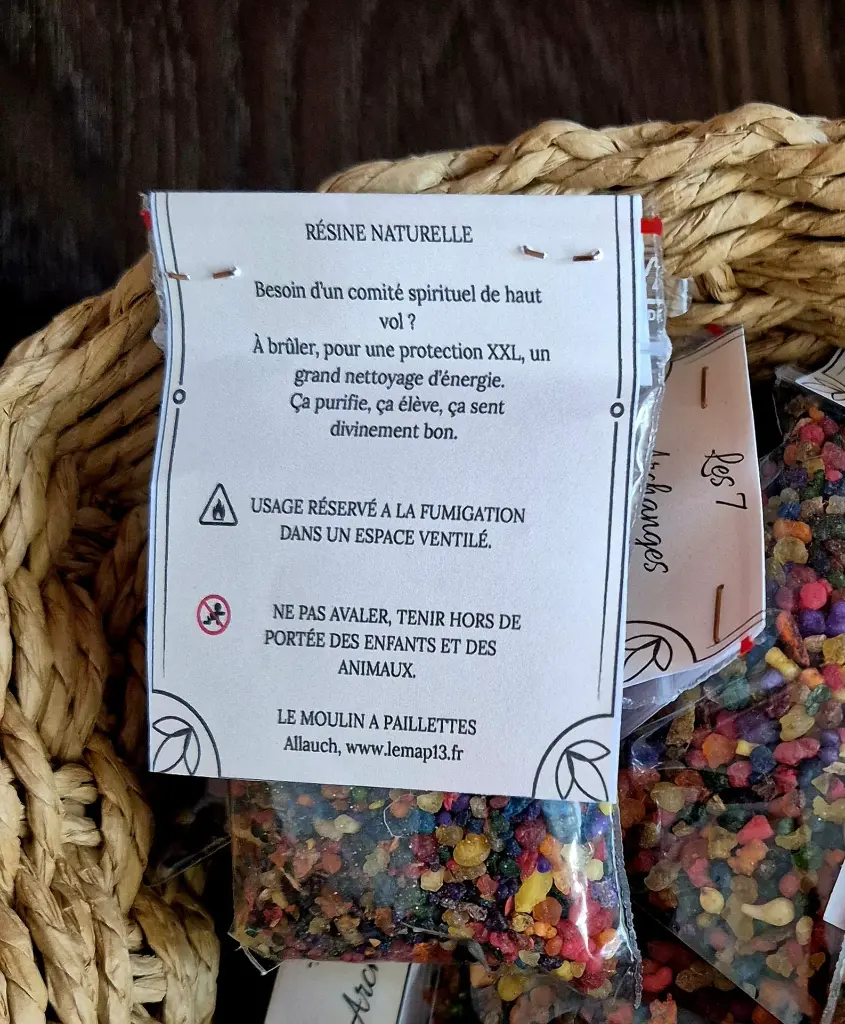 RÉSINE NATURELLE
Besoin d'un comité spirituel de haut
vol ?
À brûler, pour une protection XXL, un
grand nettoyage d'énergie.
Ça purifie, ça élève, ça sent
divinement bon.
USAGE RÉSERVÉ A LA FUMIGATION
DANS UN ESPACE VENTILÉ.
NE PAS AVALER, TENIR HORS DE
PORTÉE DES ENFANTS ET DES
ANIMAUX.
LE MOULIN A PAILLETTES
Allauch, www.lemap13.fr
Les 7
Archanges